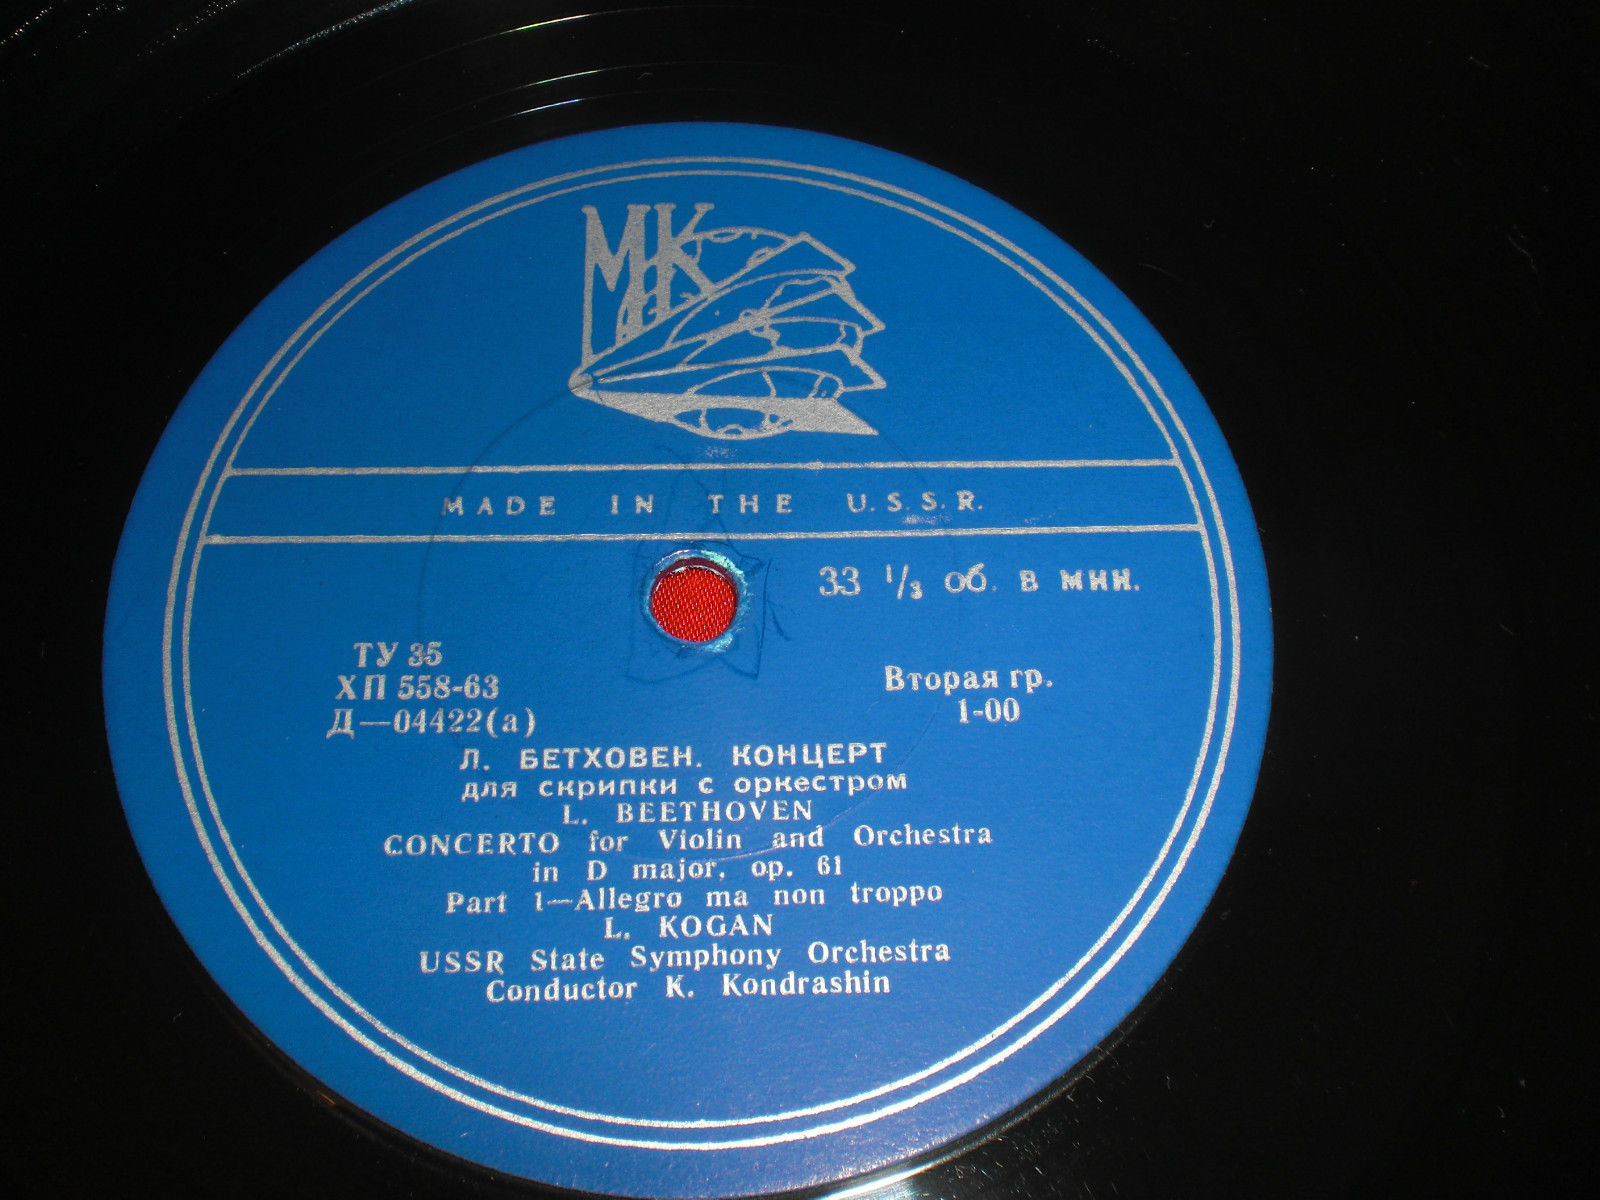 МК
MADE IN THE U.S.S.R.
33 1/3 об. в мин.
ТУ 35
ХП 558-63
Д—04422(а)
Вторая гр.
1-00
Л. БЕТХОВЕН. КОНЦЕРТ
для скрипки с оркестром
L. BEETHOVEN
CONCERTO for Violin and Orchestra
in D major, op. 61
Part 1—Allegro ma non troppo
L. KOGAN
USSR State Symphony Orchestra
Conductor K. Kondrashin